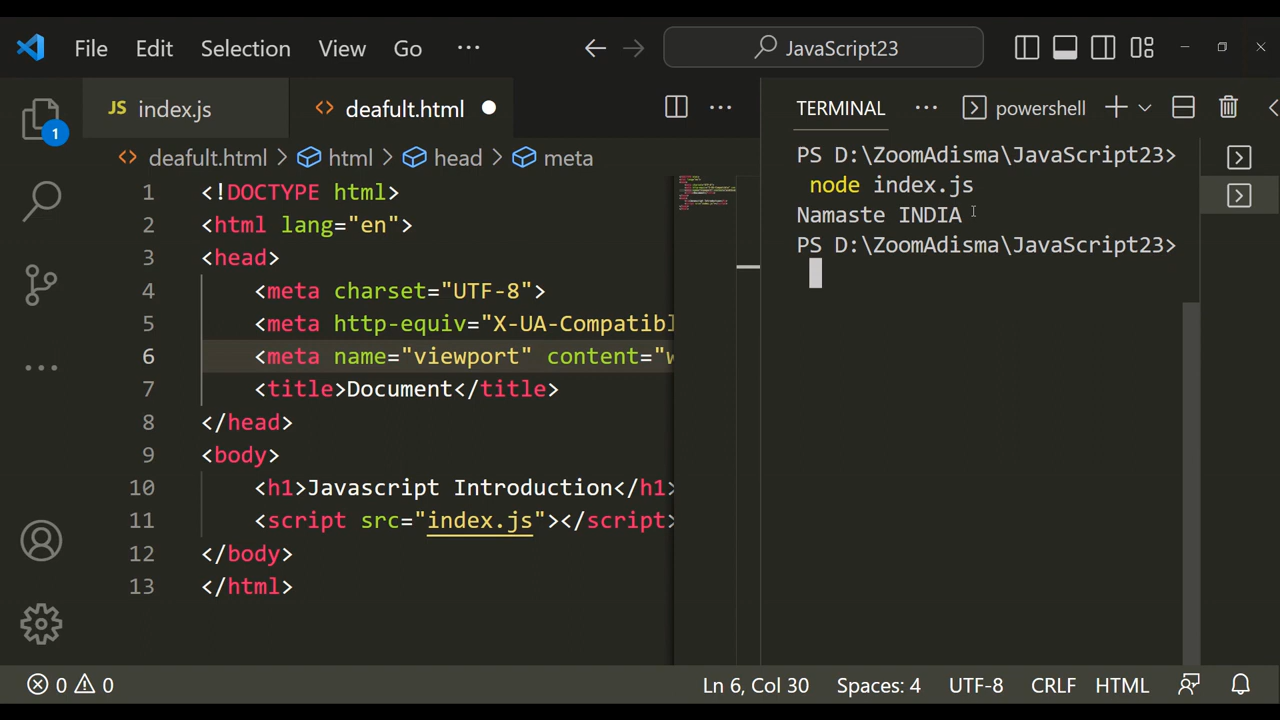 File Edit Selection View Go ··· JavaScript23
JS index.js deafult.html
deafult.html > html > head > meta
1 <!DOCTYPE html>
2 <html lang="en">
3 <head>
4 <meta charset="UTF-8">
5 <meta http-equiv="X-UA-Compatibl
6 <meta name="viewport" content="w
7 <title>Document</title>
8 </head>
9 <body>
10 <h1>Javascript Introduction</h1>
11 <script src="index.js"></script>
12 </body>
13 </html>
TERMINAL ··· powershell
PS D:\ZoomAdisma\JavaScript23>
node index.js
Namaste INDIA
PS D:\ZoomAdisma\JavaScript23>
1
0 0 Ln 6, Col 30 Spaces: 4 UTF-8 CRLF HTML